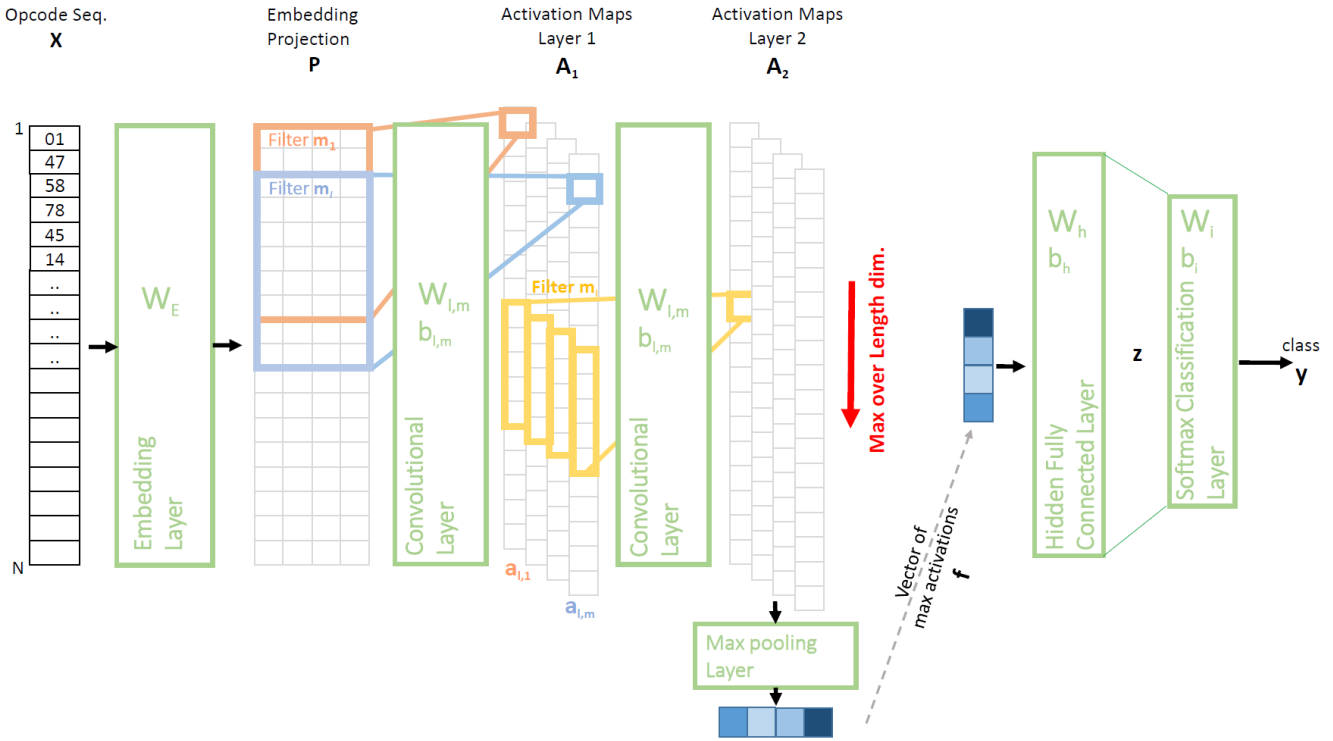 Opcode Seq.
X
Embedding
Projection
P
Activation Maps
Layer 1
A1
Activation Maps
Layer 2
A2
1
01
47
58
78
45
14
..
..
..
..
N
WE
Embedding
Layer
Filter m1
Filter ml
Wl,m
bl,m
Convolutional
Layer
Filter ml
al,1
al,m
Wl,m
bl,m
Convolutional
Layer
Max over Length dim.
Max pooling
Layer
Vector of
max activations
f
Wh
bh
Hidden Fully
Connected Layer
z
Wi
bi
Softmax Classification
Layer
class
y